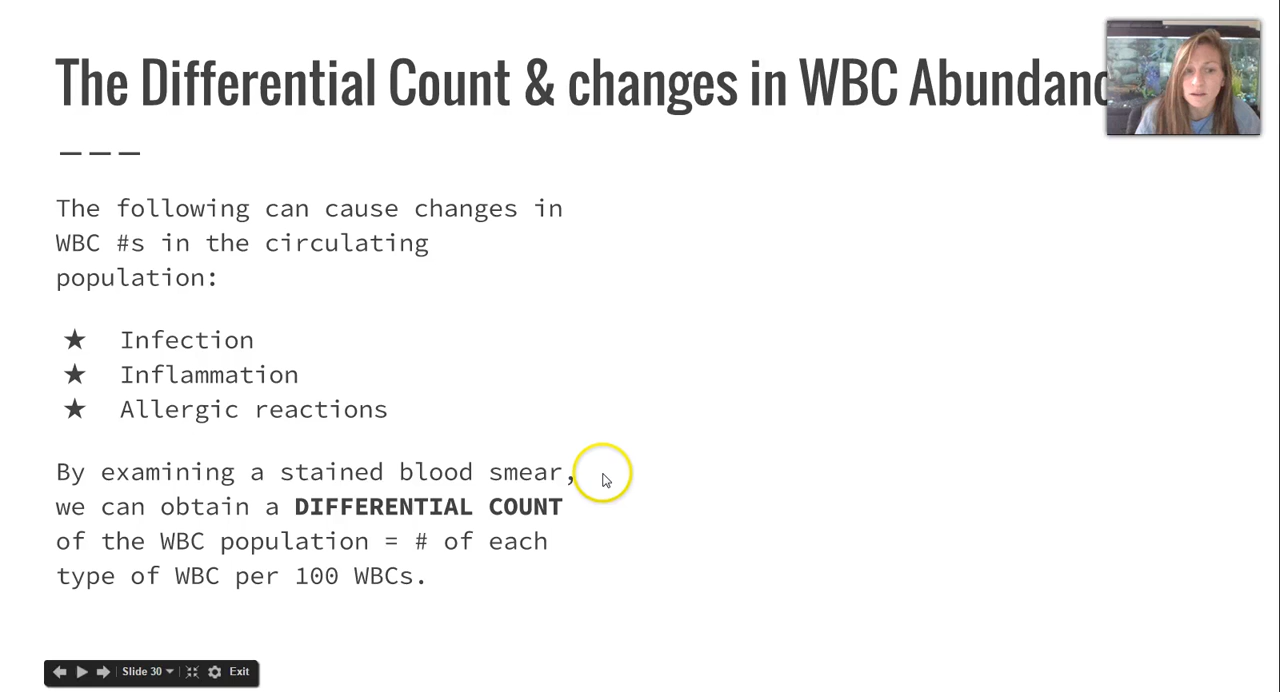 The Differential Count & changes in WBC Abundanc
The following can cause changes in
WBC #s in the circulating
population:
★ Infection
★ Inflammation
★ Allergic reactions
By examining a stained blood smear,
we can obtain a DIFFERENTIAL COUNT
of the WBC population = # of each
type of WBC per 100 WBCs.
Slide 30
Exit